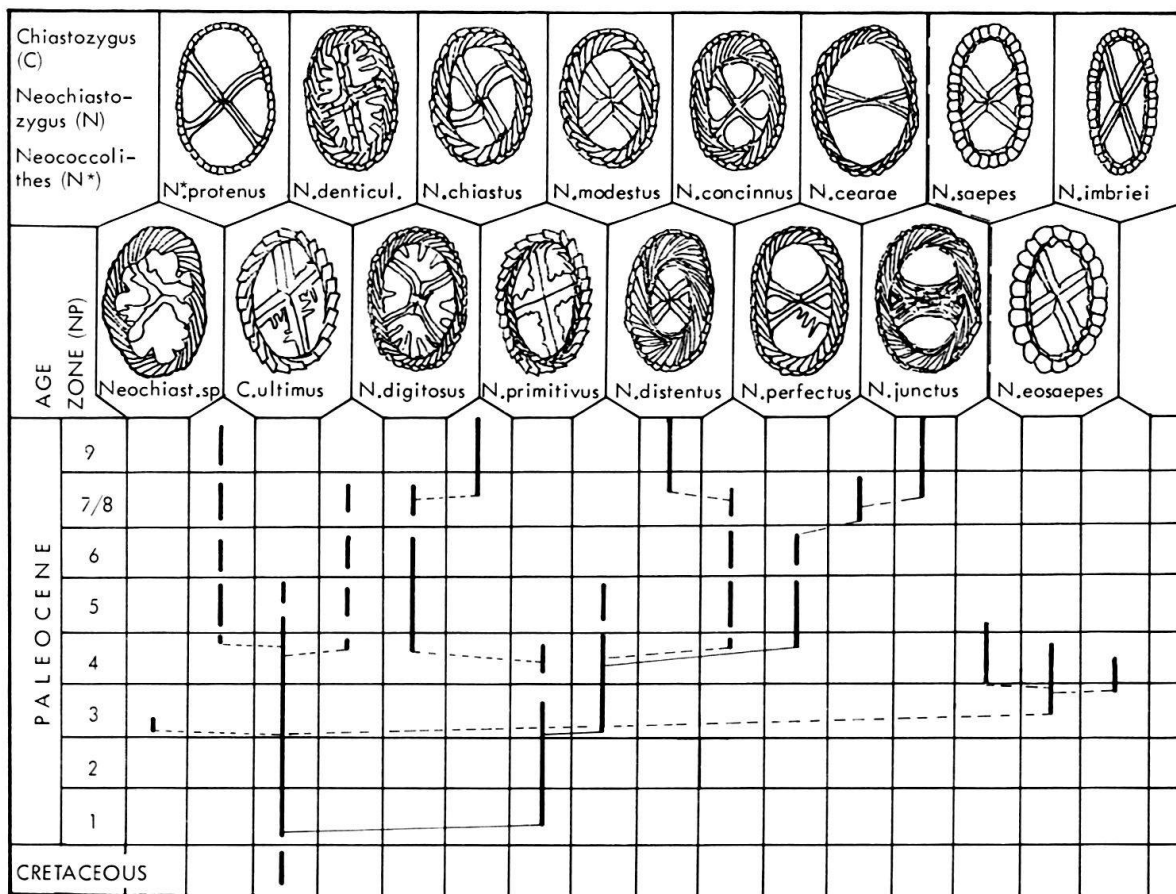 Chiastozygus
(C)
Neochiasto-
zygus (N)
Neococcoli-
thes (N*)
N*.protenus
N.denticul.
N.chiastus
N.modestus
N.concinnus
N.cearae
N.saepes
N.imbriei
AGE
ZONE (NP)
Neochiast.sp
C.ultimus
N.digitosus
N.primitivus
N.distentus
N.perfectus
N.junctus
N.eosaepes
PALEOCENE
9
7/8
6
5
4
3
2
1
CRETACEOUS